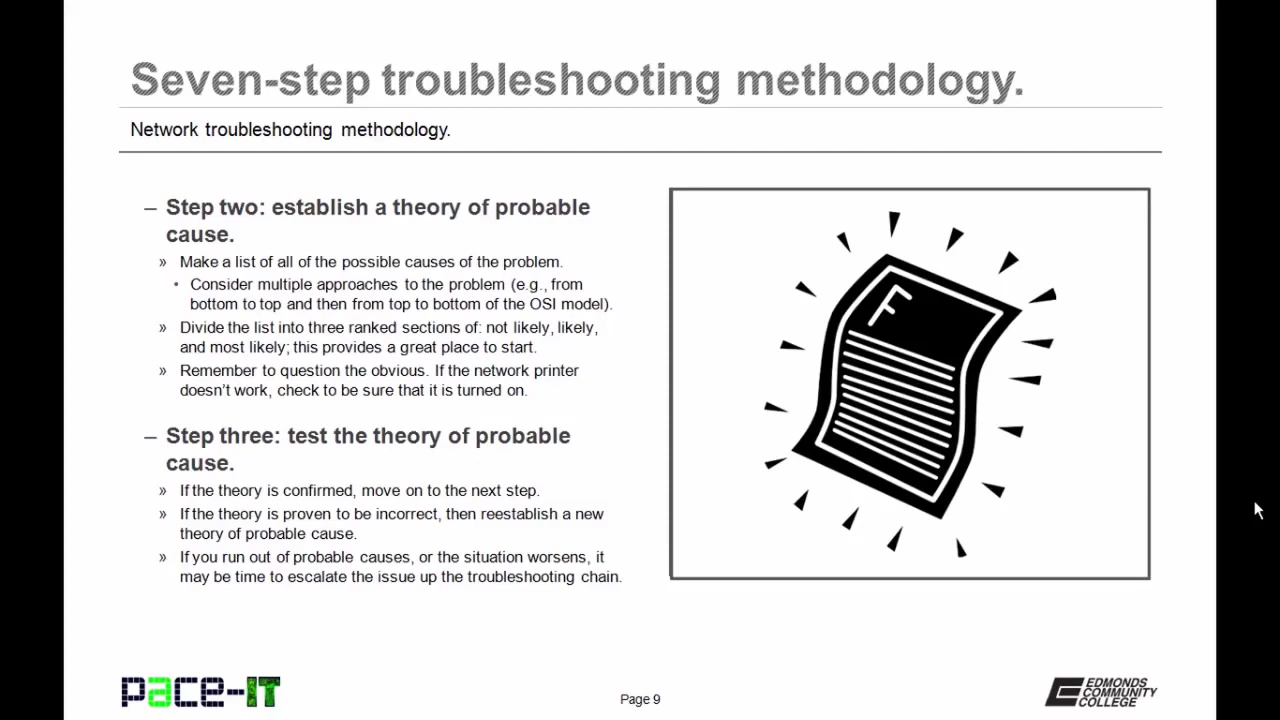 Seven-step troubleshooting methodology.
Network troubleshooting methodology.
– Step two: establish a theory of probable
cause.
» Make a list of all of the possible causes of the problem.
• Consider multiple approaches to the problem (e.g., from
bottom to top and then from top to bottom of the OSI model).
» Divide the list into three ranked sections of: not likely, likely,
and most likely; this provides a great place to start.
» Remember to question the obvious. If the network printer
doesn't work, check to be sure that it is turned on.
– Step three: test the theory of probable
cause.
» If the theory is confirmed, move on to the next step.
» If the theory is proven to be incorrect, then reestablish a new
theory of probable cause.
» If you run out of probable causes, or the situation worsens, it
may be time to escalate the issue up the troubleshooting chain.
F
pace-IT
Page 9
EDMONDS
COMMUNITY
COLLEGE